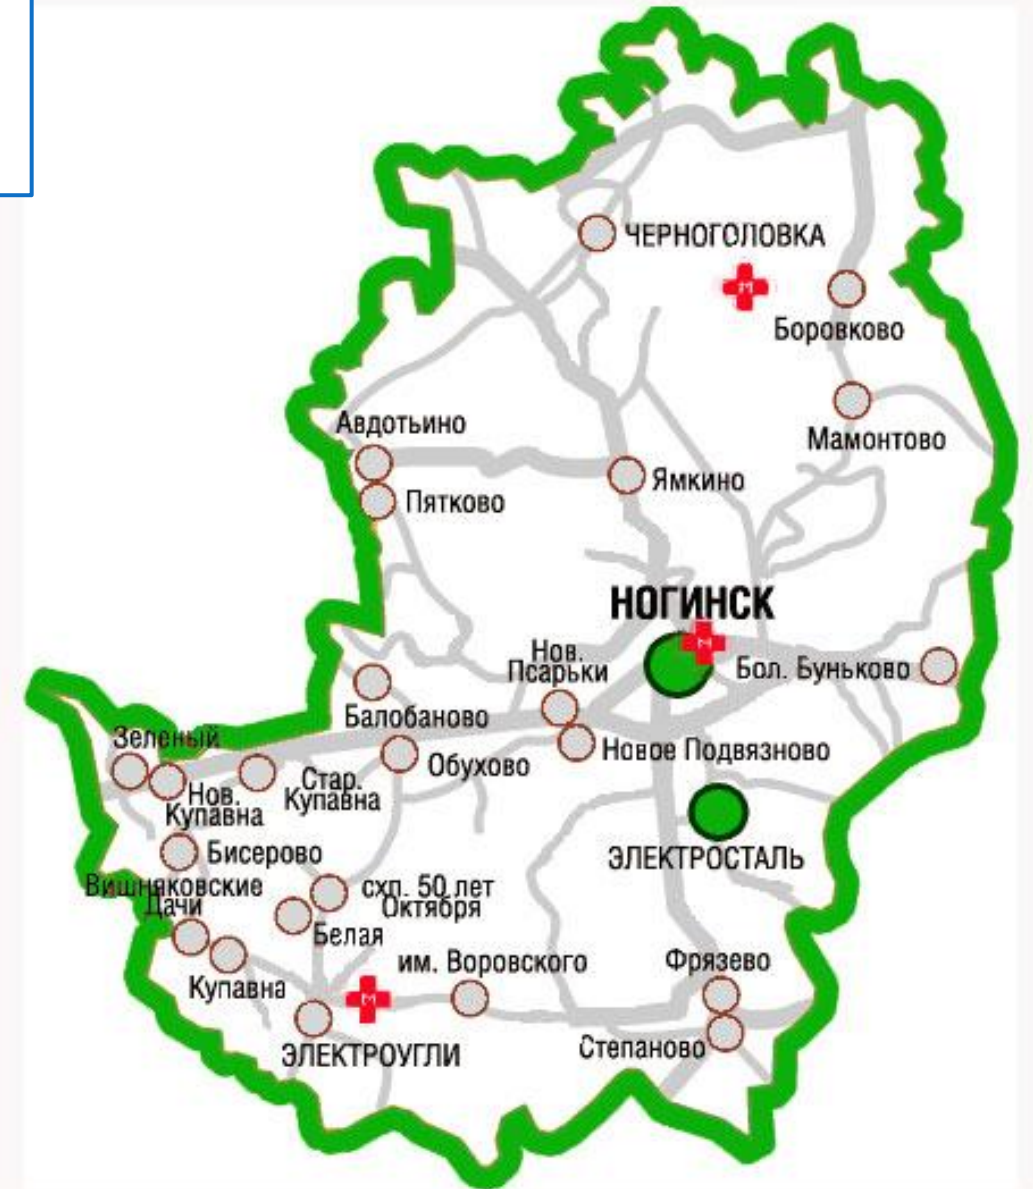 ЧЕРНОГОЛОВКА
М
Боровково
Авдотьино
Мамонтово
Ямкино
Пятково
НОГИНСК
М
Нов.
Псарьки
Бол. Буньково
Балобаново
Зеленый
Новое Подвязново
Обухово
Стар.
Купавна
Нов.
Купавна
Бисерово
ЭЛЕКТРОСТАЛЬ
Вишняковские
Дачи
схп. 50 лет
Октября
Белая
им. Воровского
Фрязево
Купавна
М
ЭЛЕКТРОУГЛИ
Степаново